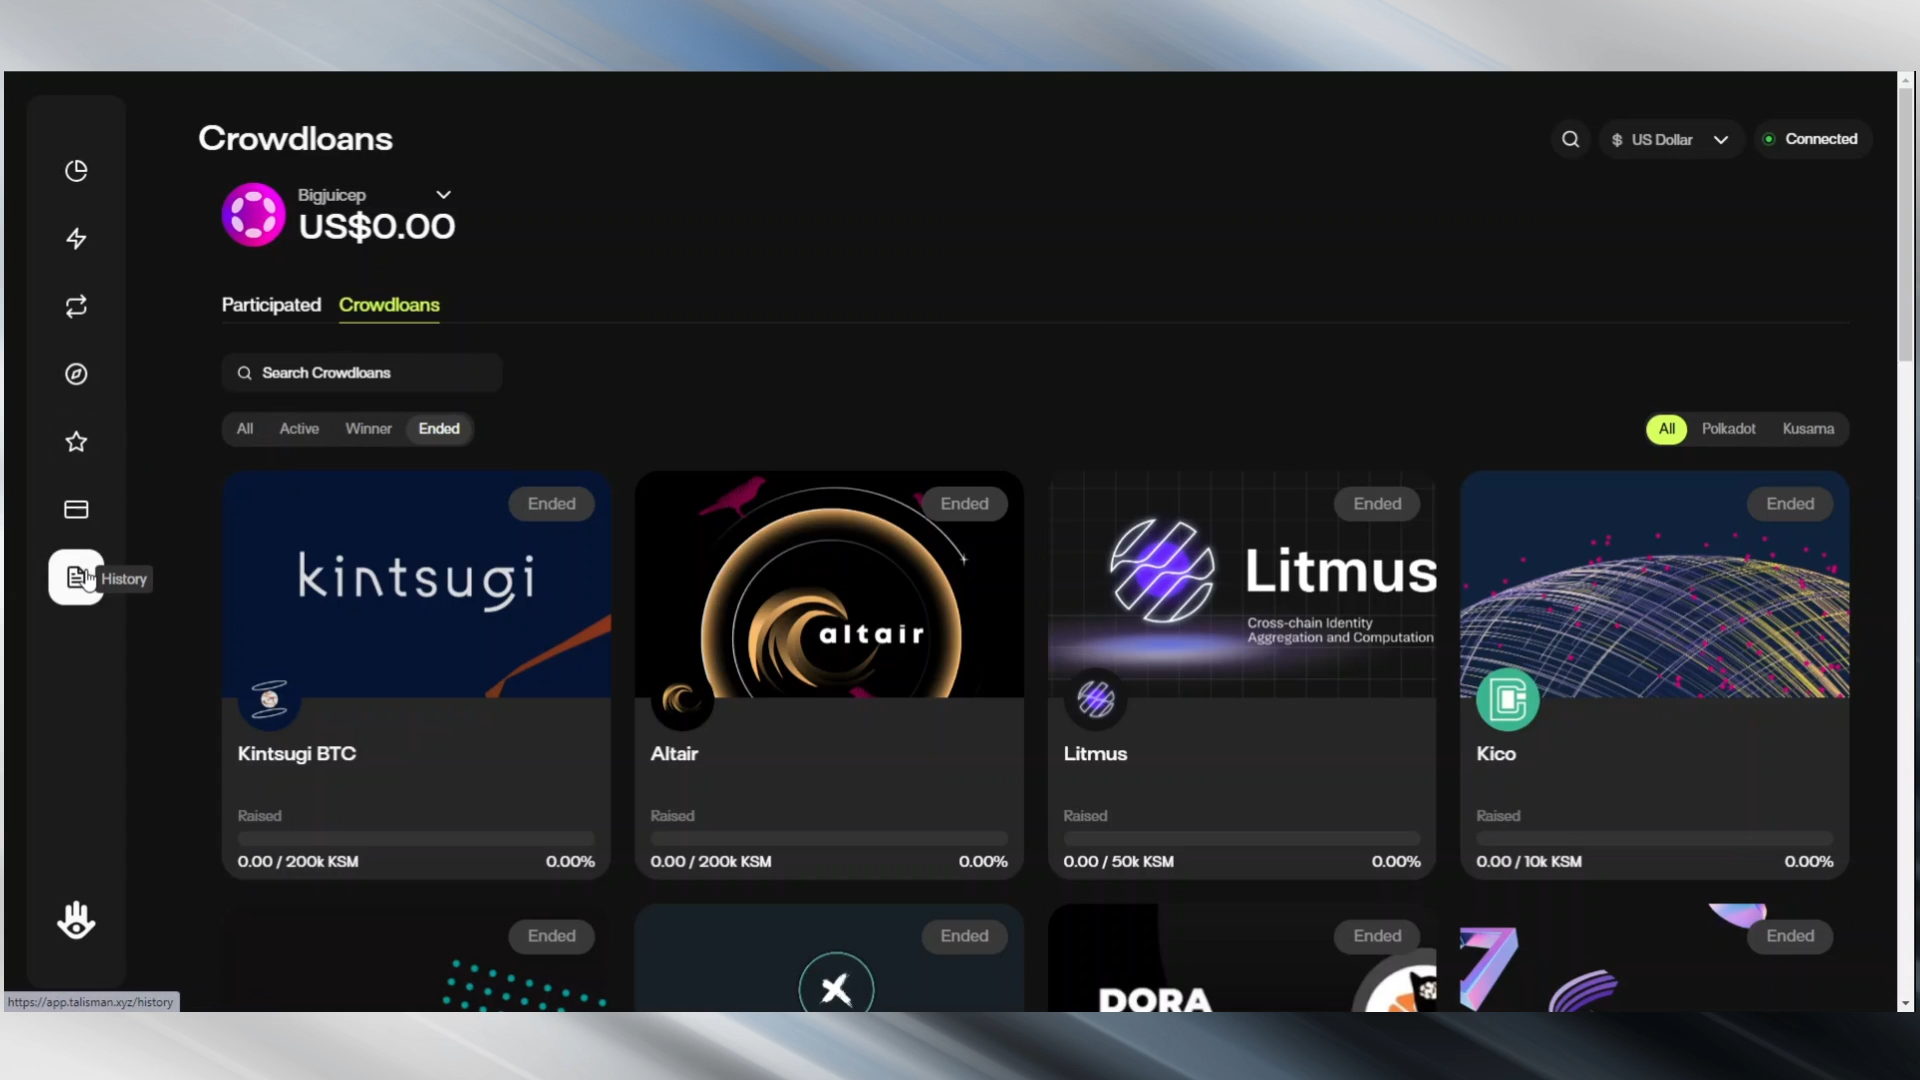 Crowdloans
$ US Dollar
Connected
Bigjuicep
US$0.00
Participated
Crowdloans
Search Crowdloans
All
Active
Winner
Ended
All
Polkadot
Kusama
History
Ended
kintsugi
Kintsugi BTC
Raised
0.00 / 200k KSM
0.00%
Ended
altair
Altair
Raised
0.00 / 200k KSM
0.00%
Ended
Litmus
Cross-chain Identity
Aggregation and Computation
Litmus
Raised
0.00 / 50k KSM
0.00%
Ended
Kico
Raised
0.00 / 10k KSM
0.00%
Ended
Ended
Ended
DORA
Ended
https://app.talisman.xyz/history